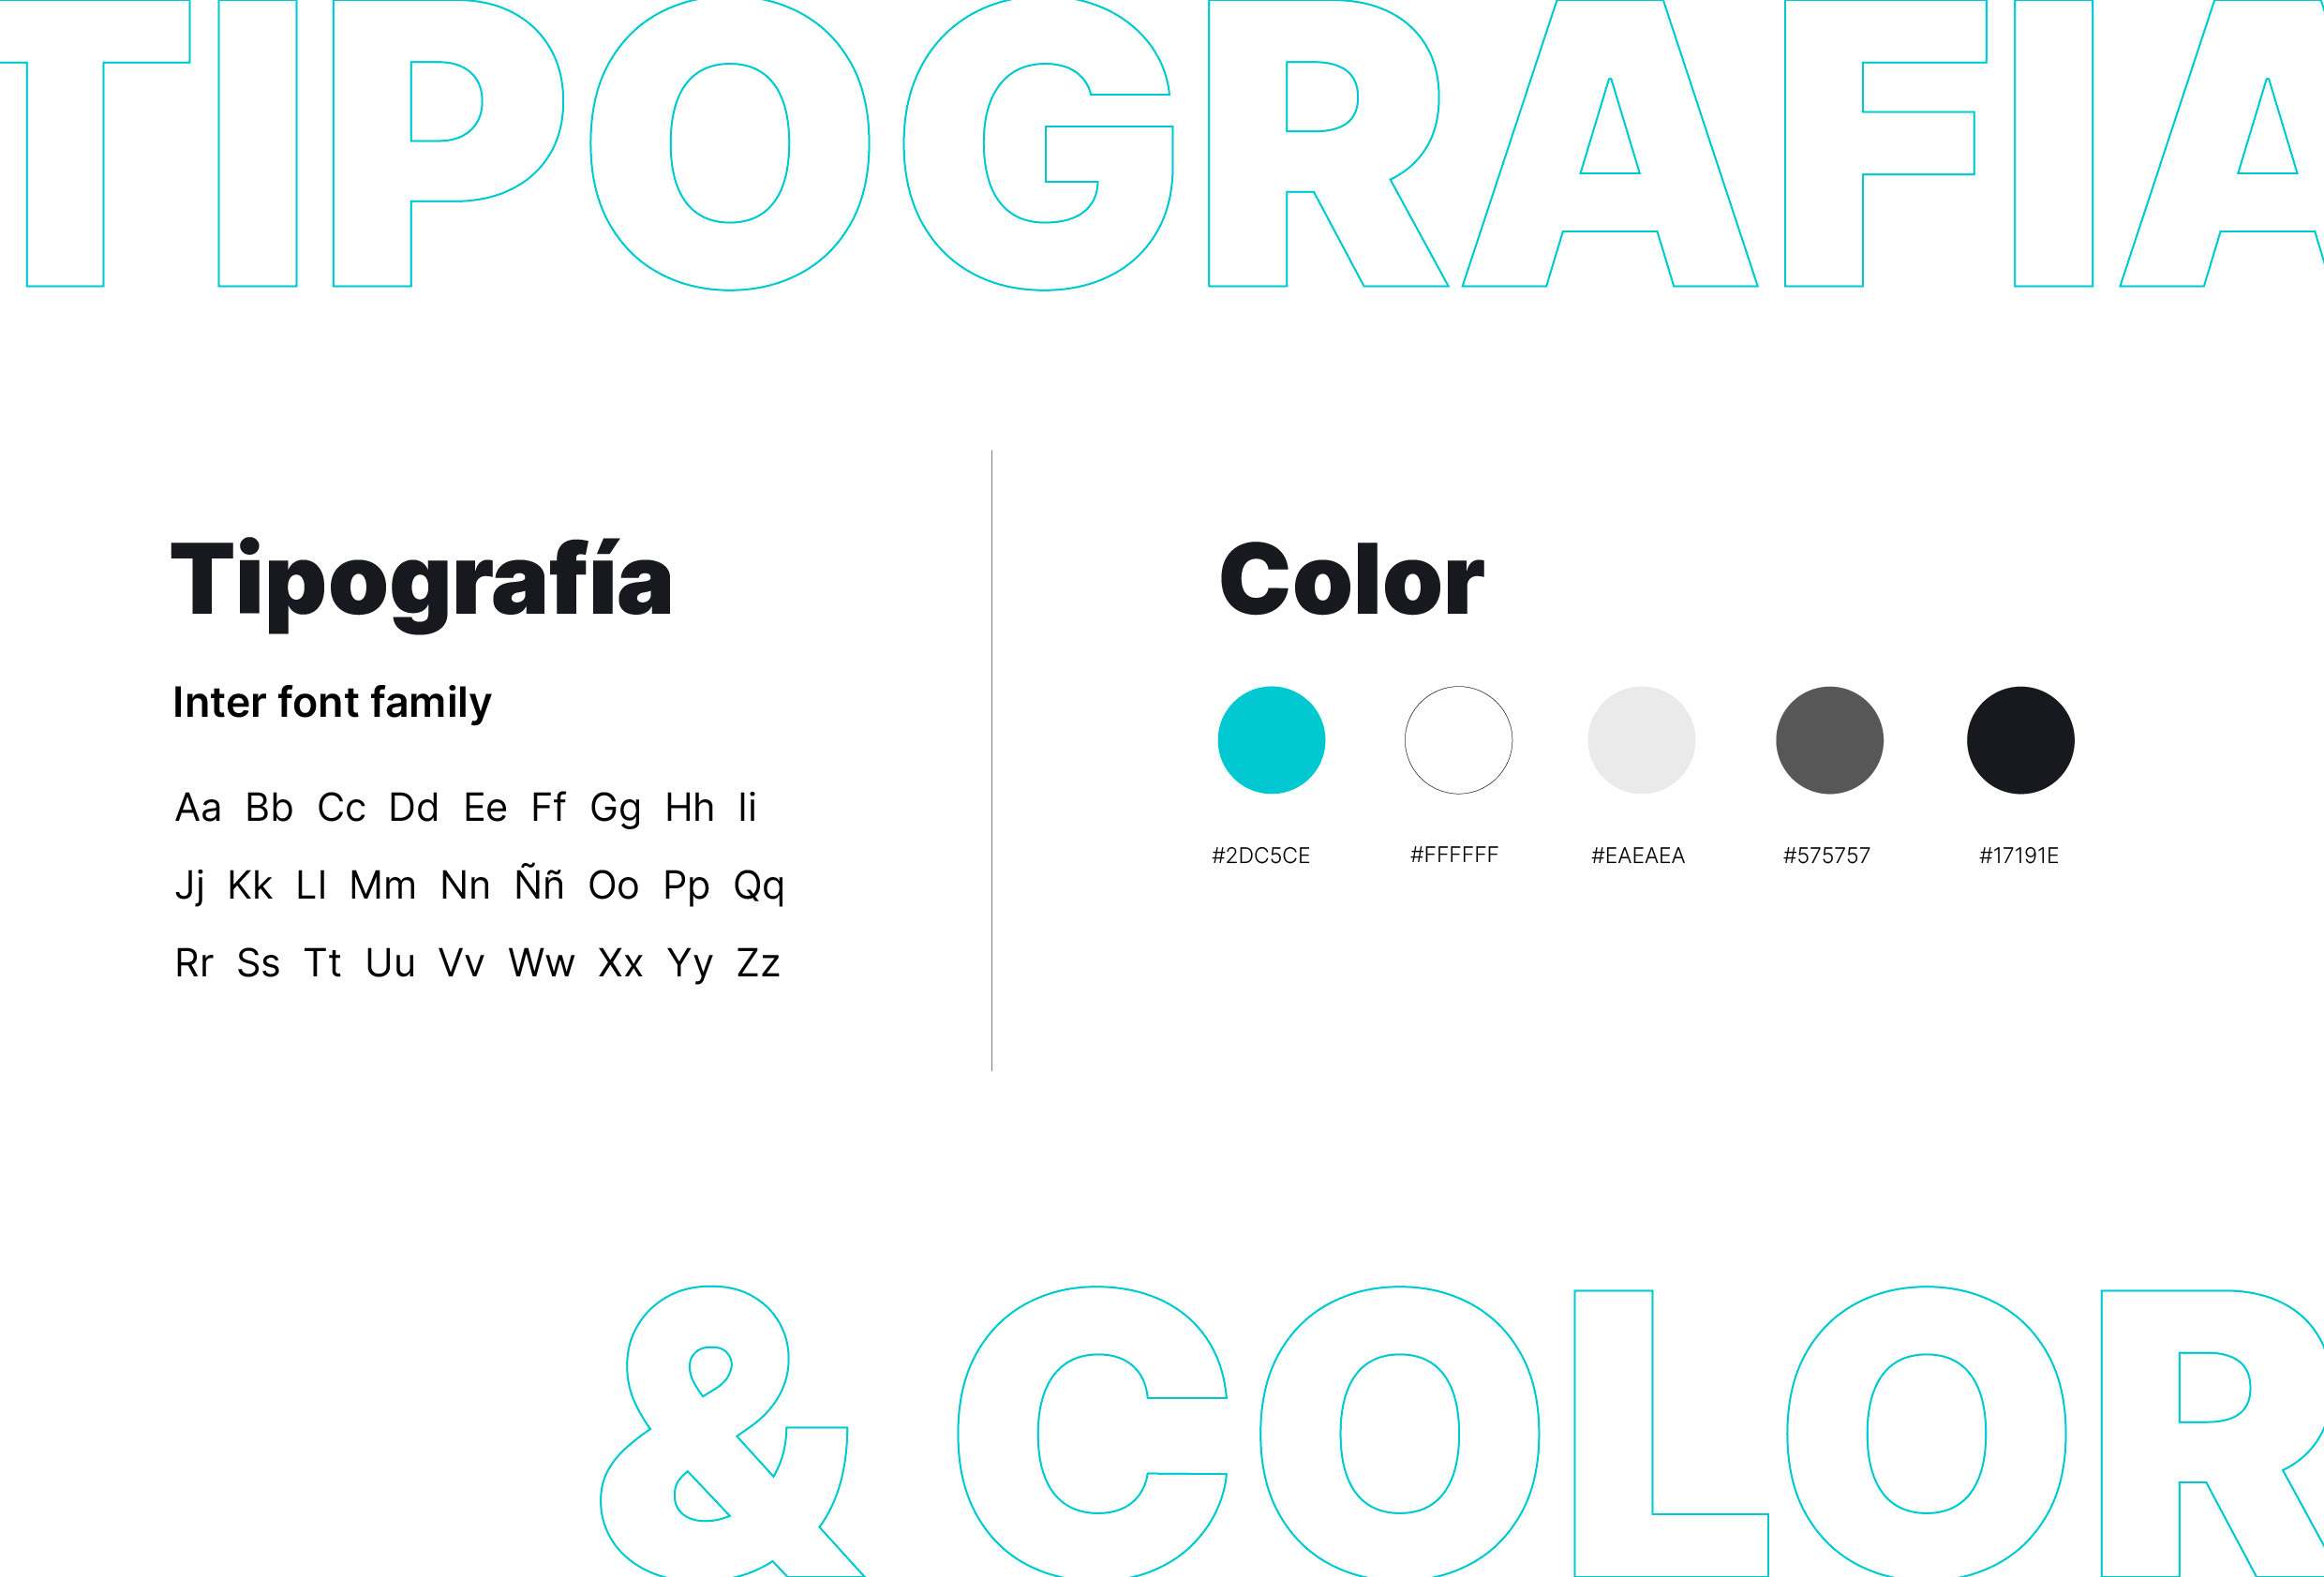 TIPOGRAFIA
Tipografía
Inter font family
Aa Bb Cc Dd Ee Ff Gg Hh Ii
Jj Kk Ll Mm Nn Ññ Oo Pp Qq
Rr Ss Tt Uu Vv Ww Xx Yy Zz
Color
#2DC5CE #FFFFFF #EAEAEA #575757 #17191E
& COLOR